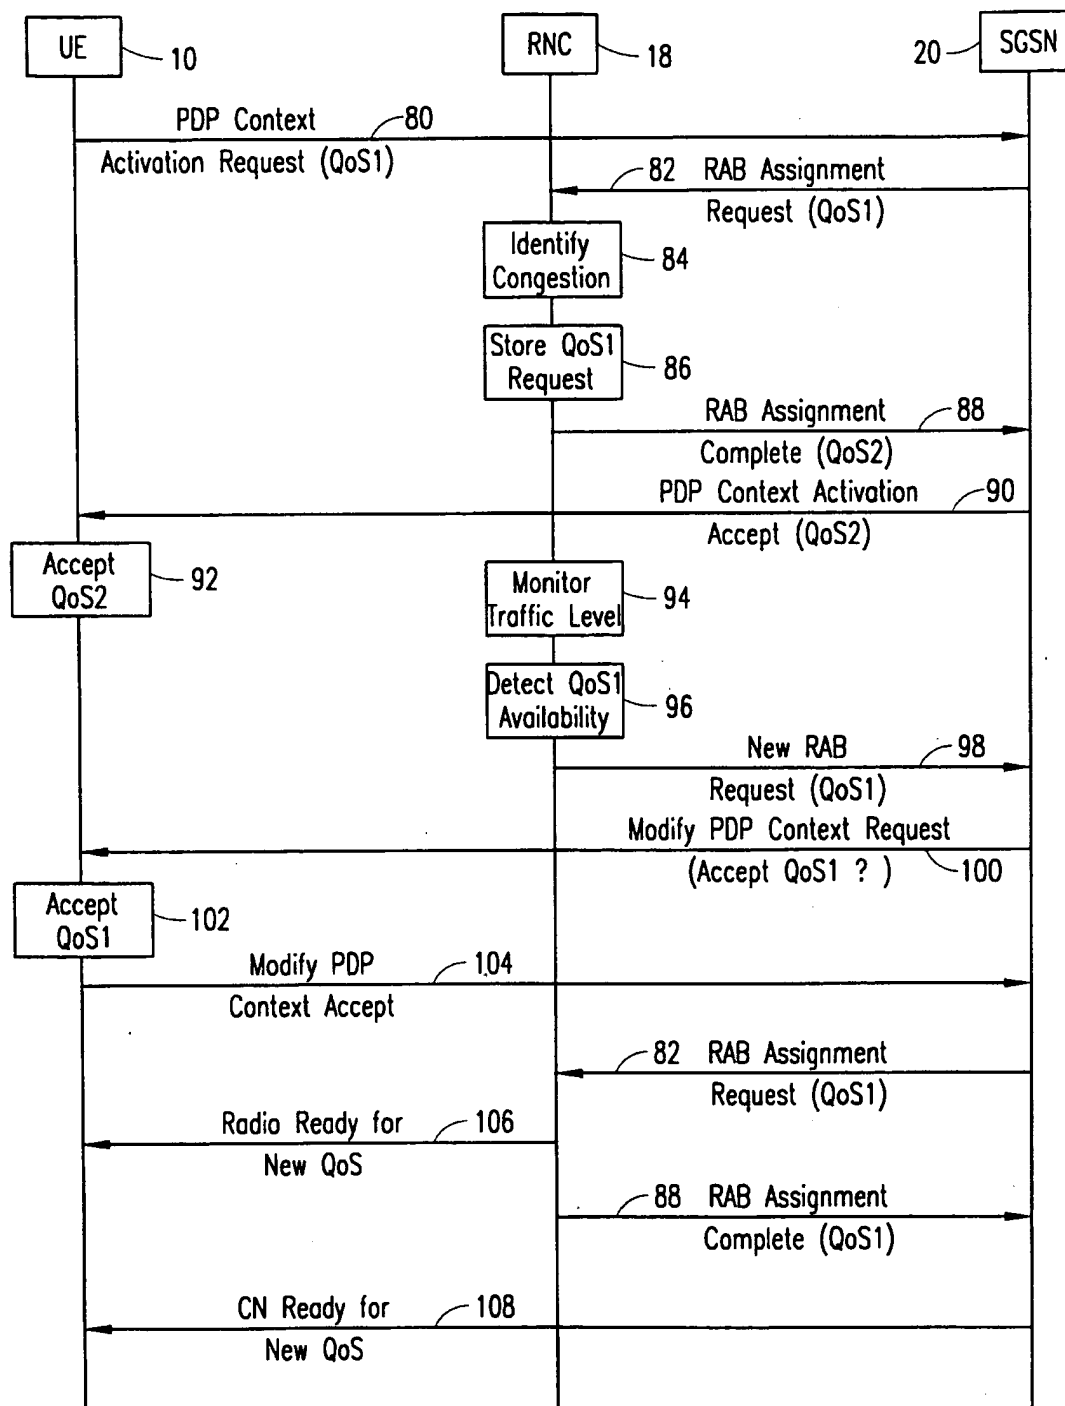 UE
10
RNC
18
20
SGSN
PDP Context
80
Activation Request (QoS1)
82
RAB Assignment
Request (QoS1)
Identify
Congestion
84
Store QoS1
Request
86
RAB Assignment
88
Complete (QoS2)
PDP Context Activation
90
Accept (QoS2)
Accept
QoS2
92
Monitor
Traffic Level
94
Detect QoS1
Availability
96
New RAB
98
Request (QoS1)
Modify PDP Context Request
(Accept QoS1 ? )
100
Accept
QoS1
102
Modify PDP
104
Context Accept
82
RAB Assignment
Request (QoS1)
Radio Ready for
106
New QoS
88
RAB Assignment
Complete (QoS1)
CN Ready for
108
New QoS